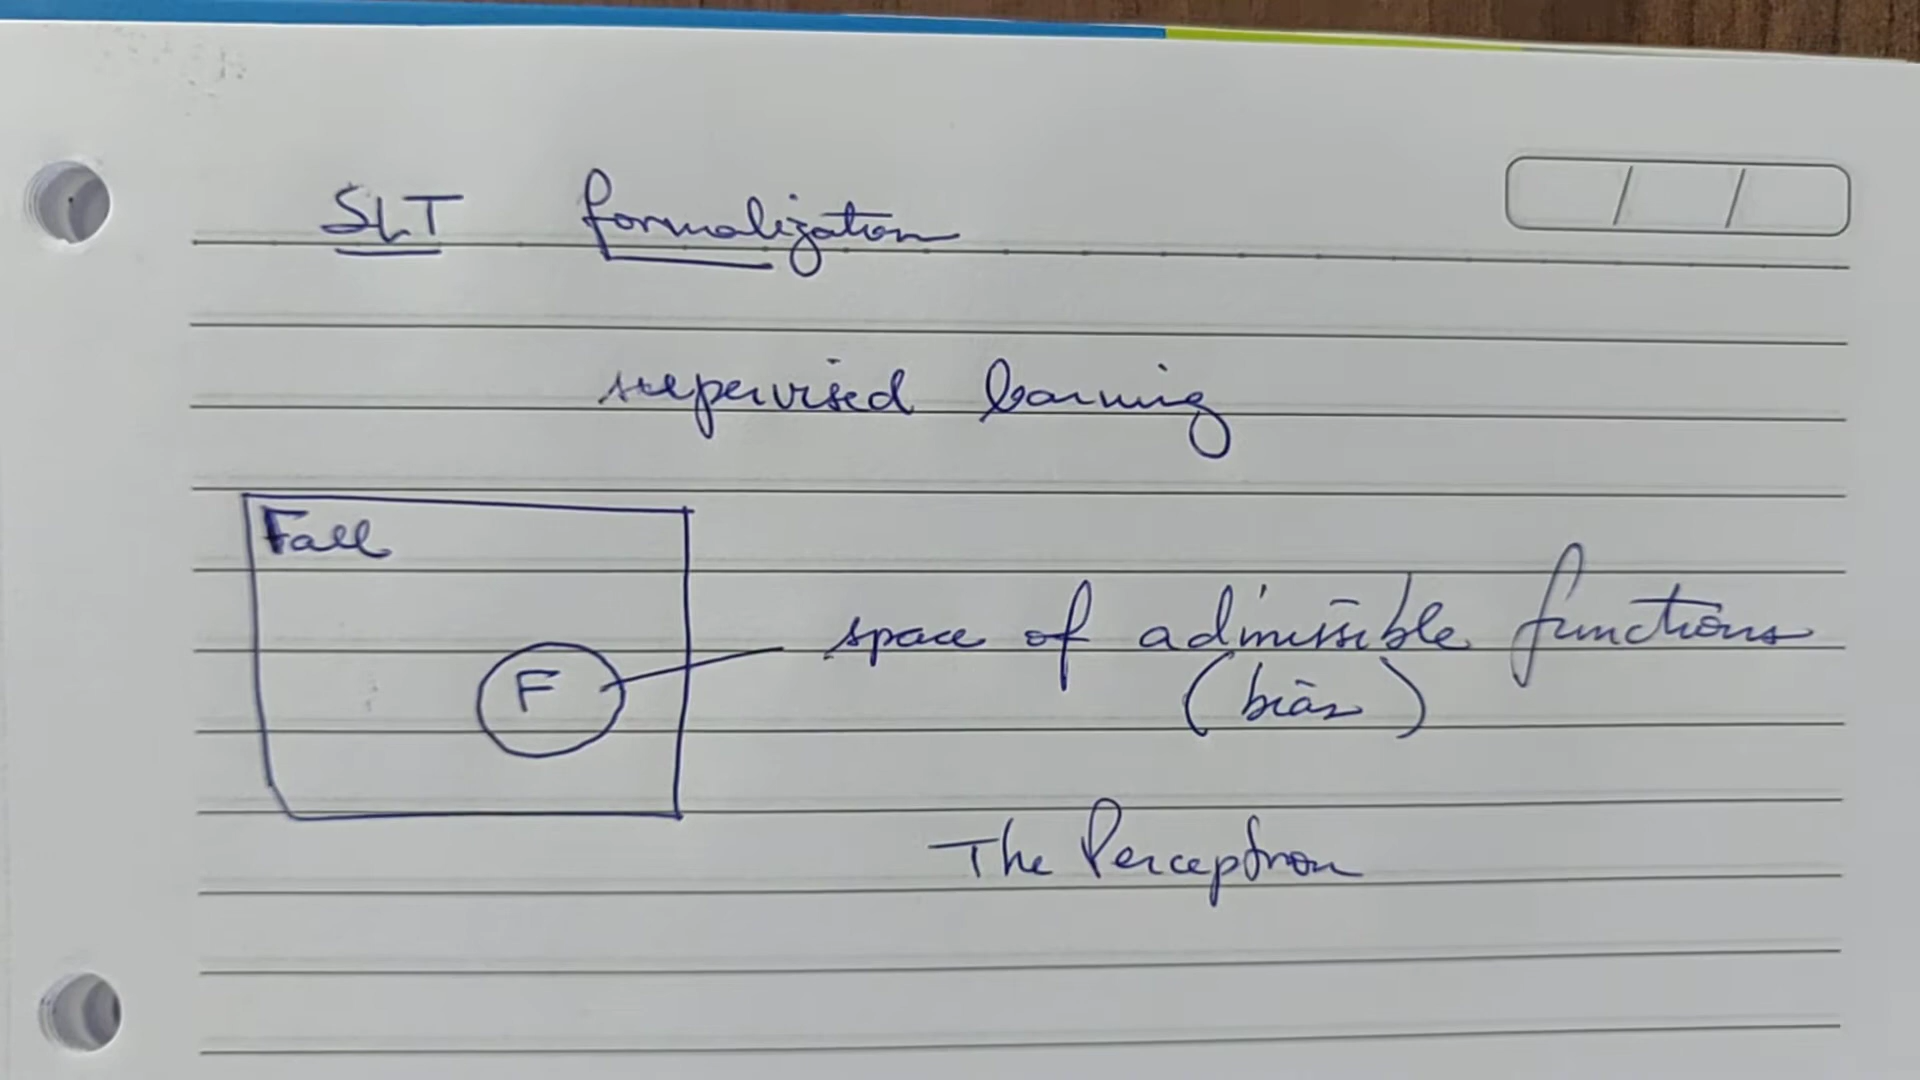 SLT formalization
supervised learning
Fall
space of admissible functions
F
(bias)
The Perceptron